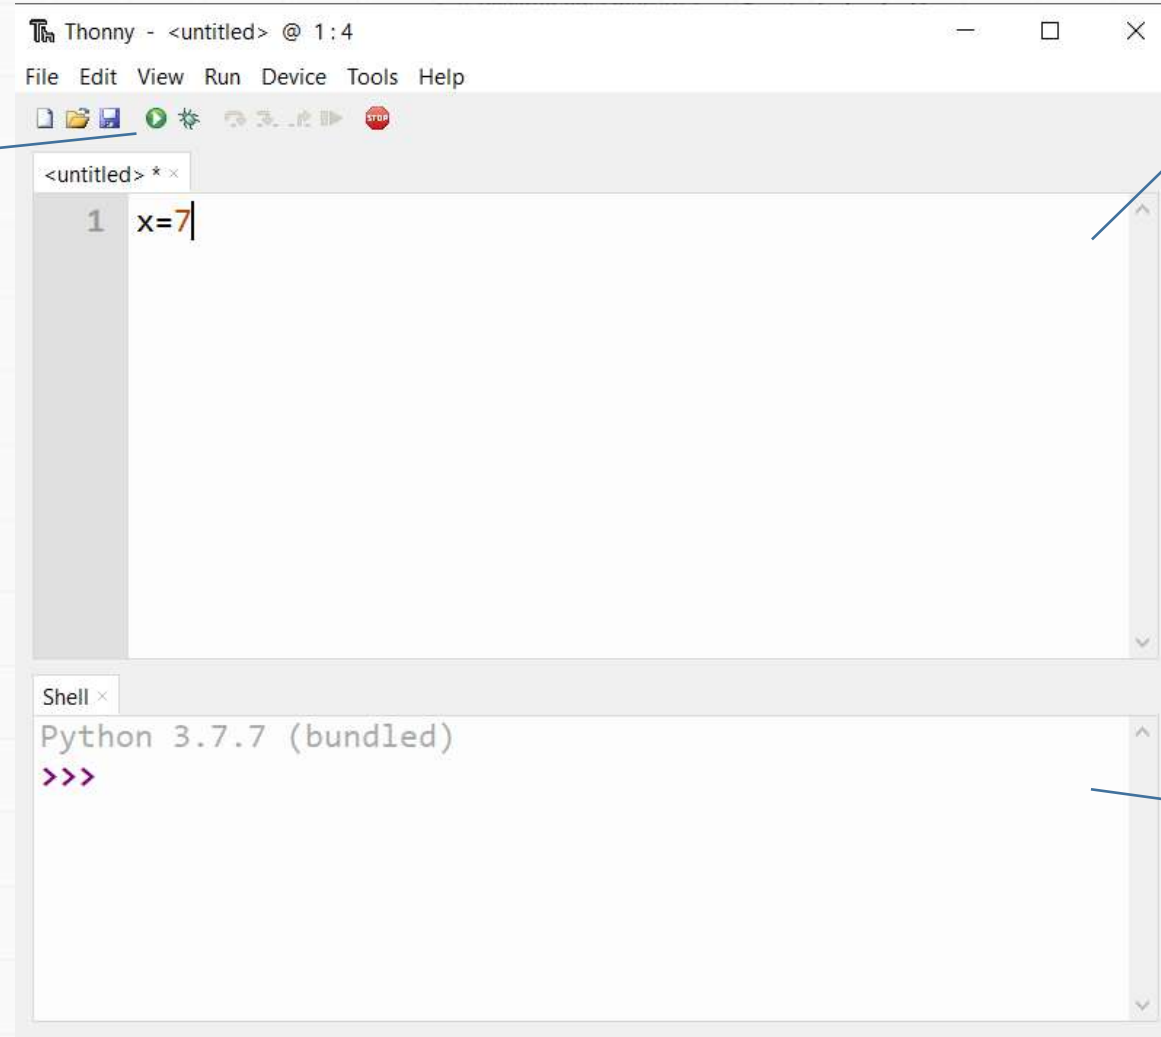 Thonny - <untitled> @ 1:4
File Edit View Run Device Tools Help
STOP
<untitled> *
1 x=7
Shell
Python 3.7.7 (bundled)
>>>